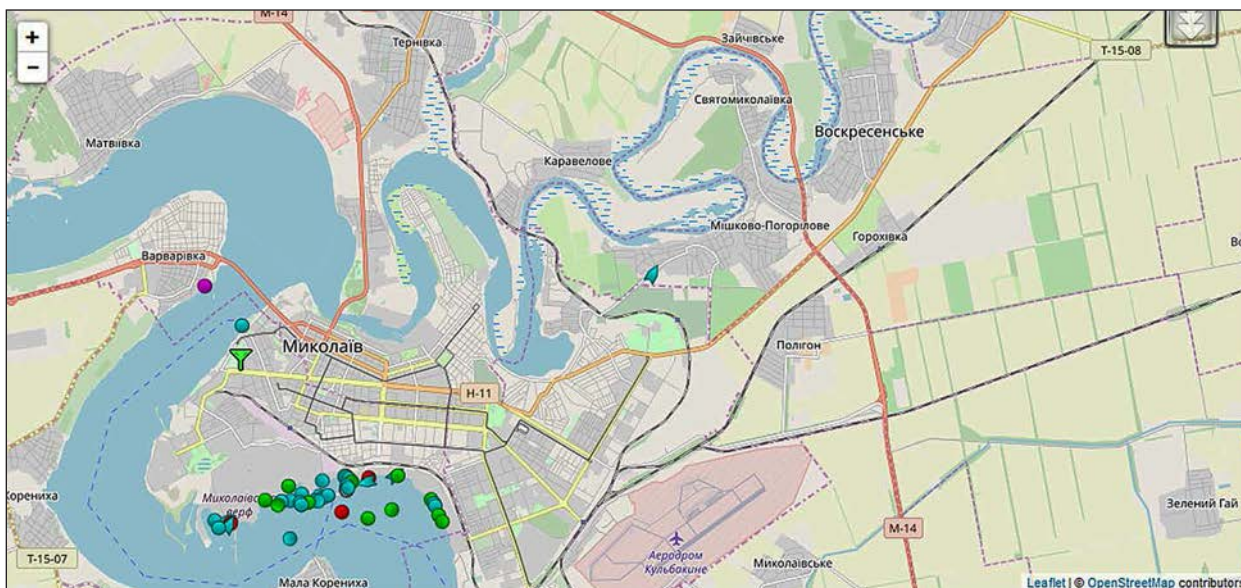 +
−
М-14
Тернівка
Зайчівське
Т-15-08
Матвіївка
Святомиколаївка
Воскресенське
Каравелове
Мішково-Погорілове
Горохівка
Варварівка
Миколаїв
Полігон
Н-11
Корениха
Миколаївс
верф
М-14
Зелений Гай
Аеродром
Кульбакине
Т-15-07
Миколаївське
Мала Корениха
Leaflet | © OpenStreetMap contributors